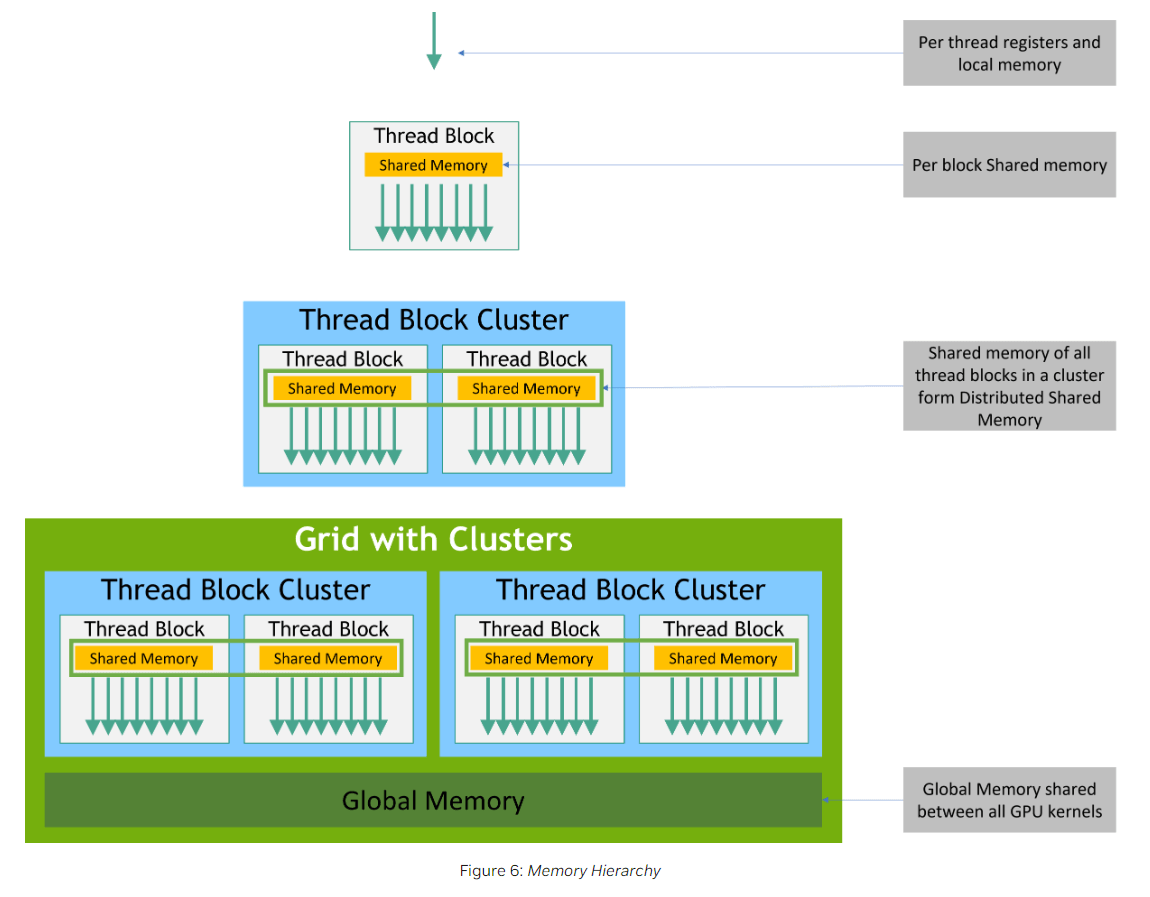 Per thread registers and
local memory
Thread Block
Shared Memory
Per block Shared memory
Thread Block Cluster
Thread Block
Thread Block
Shared Memory
Shared Memory
Shared memory of all
thread blocks in a cluster
form Distributed Shared
Memory
Grid with Clusters
Thread Block Cluster
Thread Block Cluster
Thread Block
Thread Block
Thread Block
Thread Block
Shared Memory
Shared Memory
Shared Memory
Shared Memory
Global Memory
Global Memory shared
between all GPU kernels
Figure 6: Memory Hierarchy